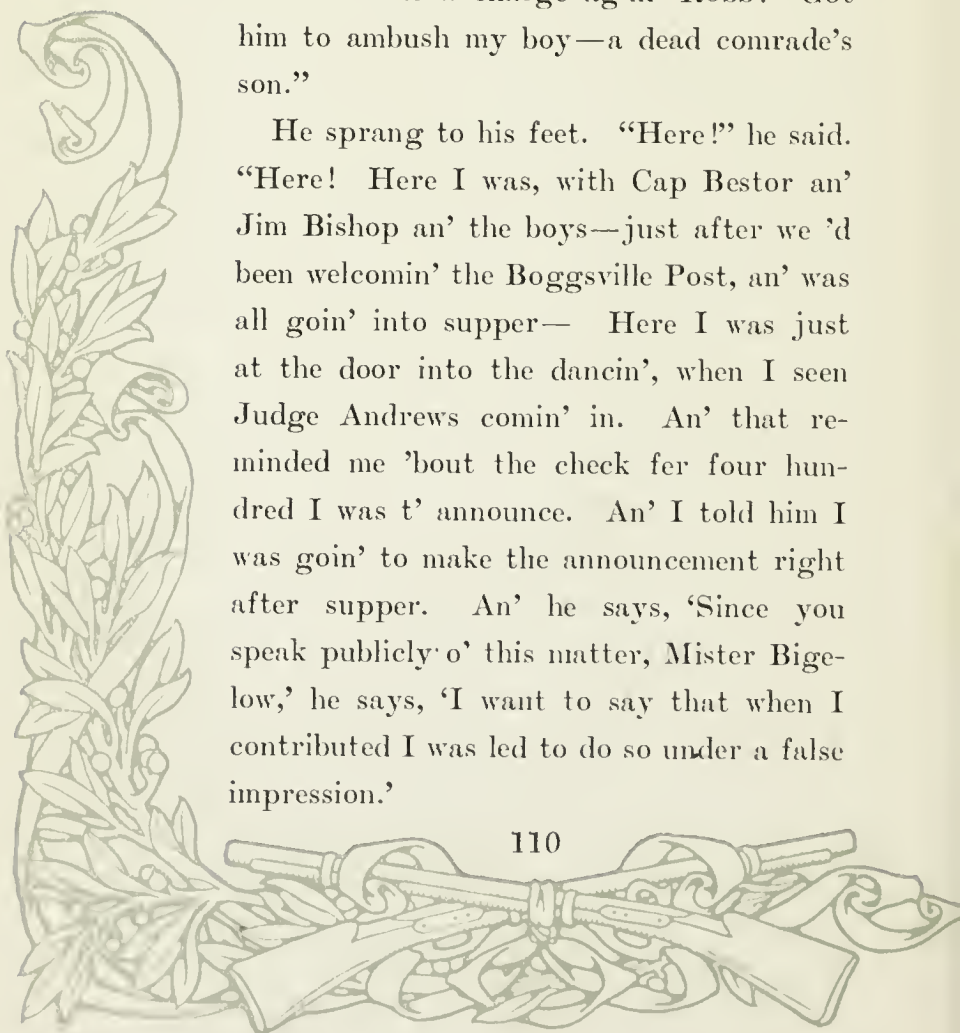 him to ambush my boy—a dead comrade’s
son.”
He sprang to his feet. “Here!” he said.
“Here! Here I was, with Cap Bestor an’
Jim Bishop an’ the boys—just after we ’d
been welcomin’ the Boggsville Post, an’ was
all goin’ into supper— Here I was just
at the door into the dancin’, when I seen
Judge Andrews comin’ in. An’ that re-
minded me ’bout the check fer four hun-
dred I was t’ announce. An’ I told him I
was goin’ to make the announcement right
after supper. An’ he says, ‘Since you
speak publicly o’ this matter, Mister Bige-
low,’ he says, ‘I want to say that when I
contributed I was led to do so under a false
impression.’
110